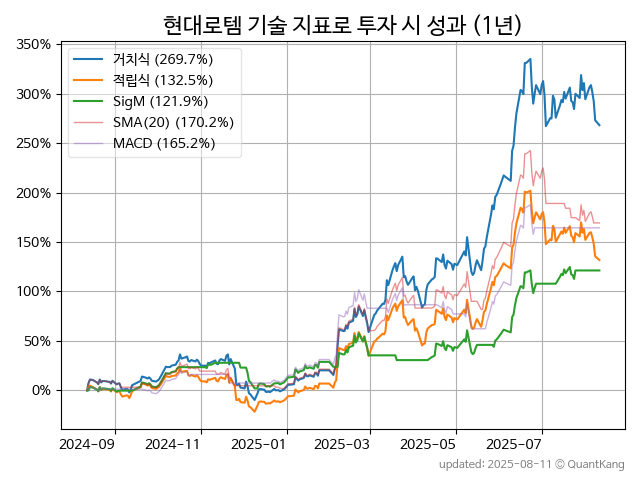 현대로템 기술 지표로 투자 시 성과 (1년)
350%
300%
250%
200%
150%
100%
50%
0%
거치식 (269.7%)
적립식 (132.5%)
SigM (121.9%)
SMA(20) (170.2%)
MACD (165.2%)
2024-09 2024-11 2025-01 2025-03 2025-05 2025-07
updated: 2025-08-11 © QuantKang